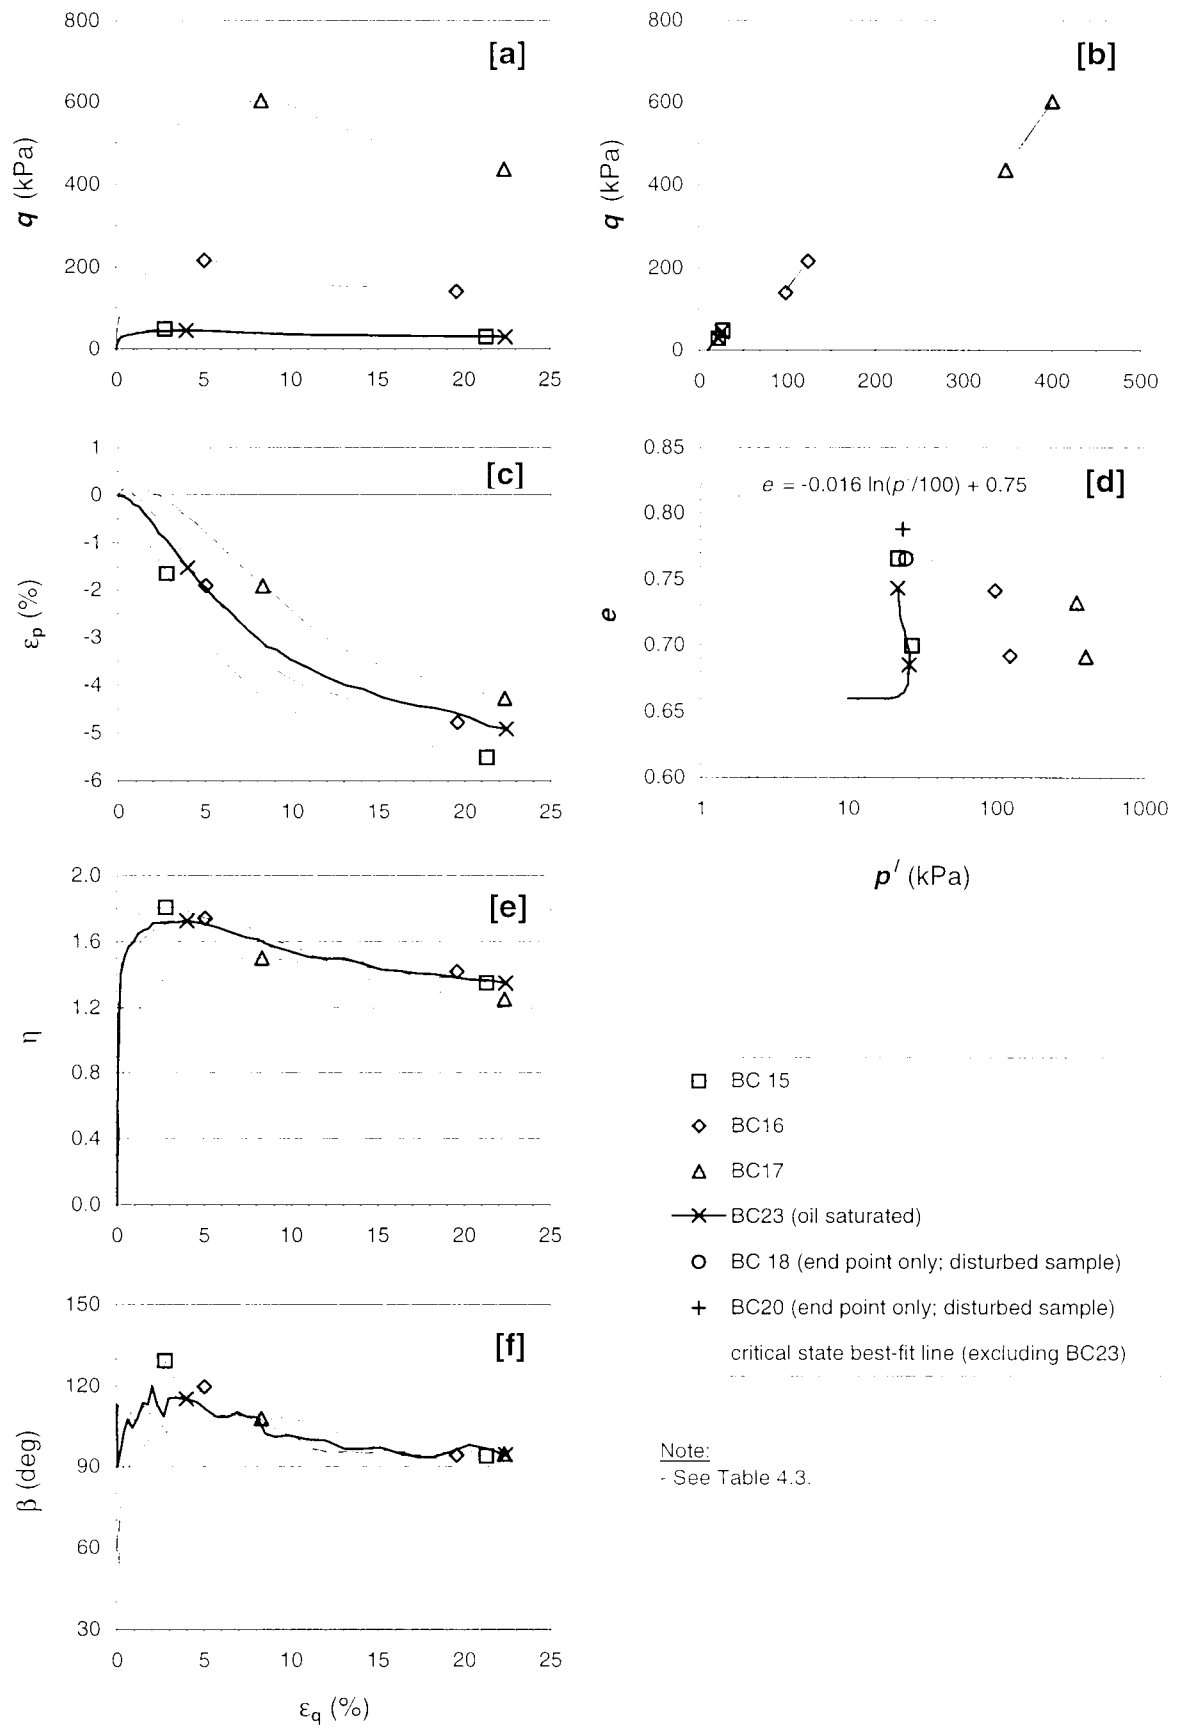 [a]
800
600
400
200
0
q (kPa)
0 5 10 15 20 25
[b]
800
600
400
200
0
q (kPa)
0 100 200 300 400 500
[c]
1
0
-1
-2
-3
-4
-5
-6
εp (%)
0 5 10 15 20 25
[d]
e = -0.016 ln(p'/100) + 0.75
0.85
0.80
0.75
0.70
0.65
0.60
e
1 10 100 1000
p' (kPa)
[e]
2.0
1.6
1.2
0.8
0.4
0.0
η
0 5 10 15 20 25
[f]
150
120
90
60
30
β (deg)
0 5 10 15 20 25
εq (%)
BC 15
BC16
BC17
BC23 (oil saturated)
BC 18 (end point only; disturbed sample)
BC20 (end point only; disturbed sample)
critical state best-fit line (excluding BC23)
Note:
- See Table 4.3.